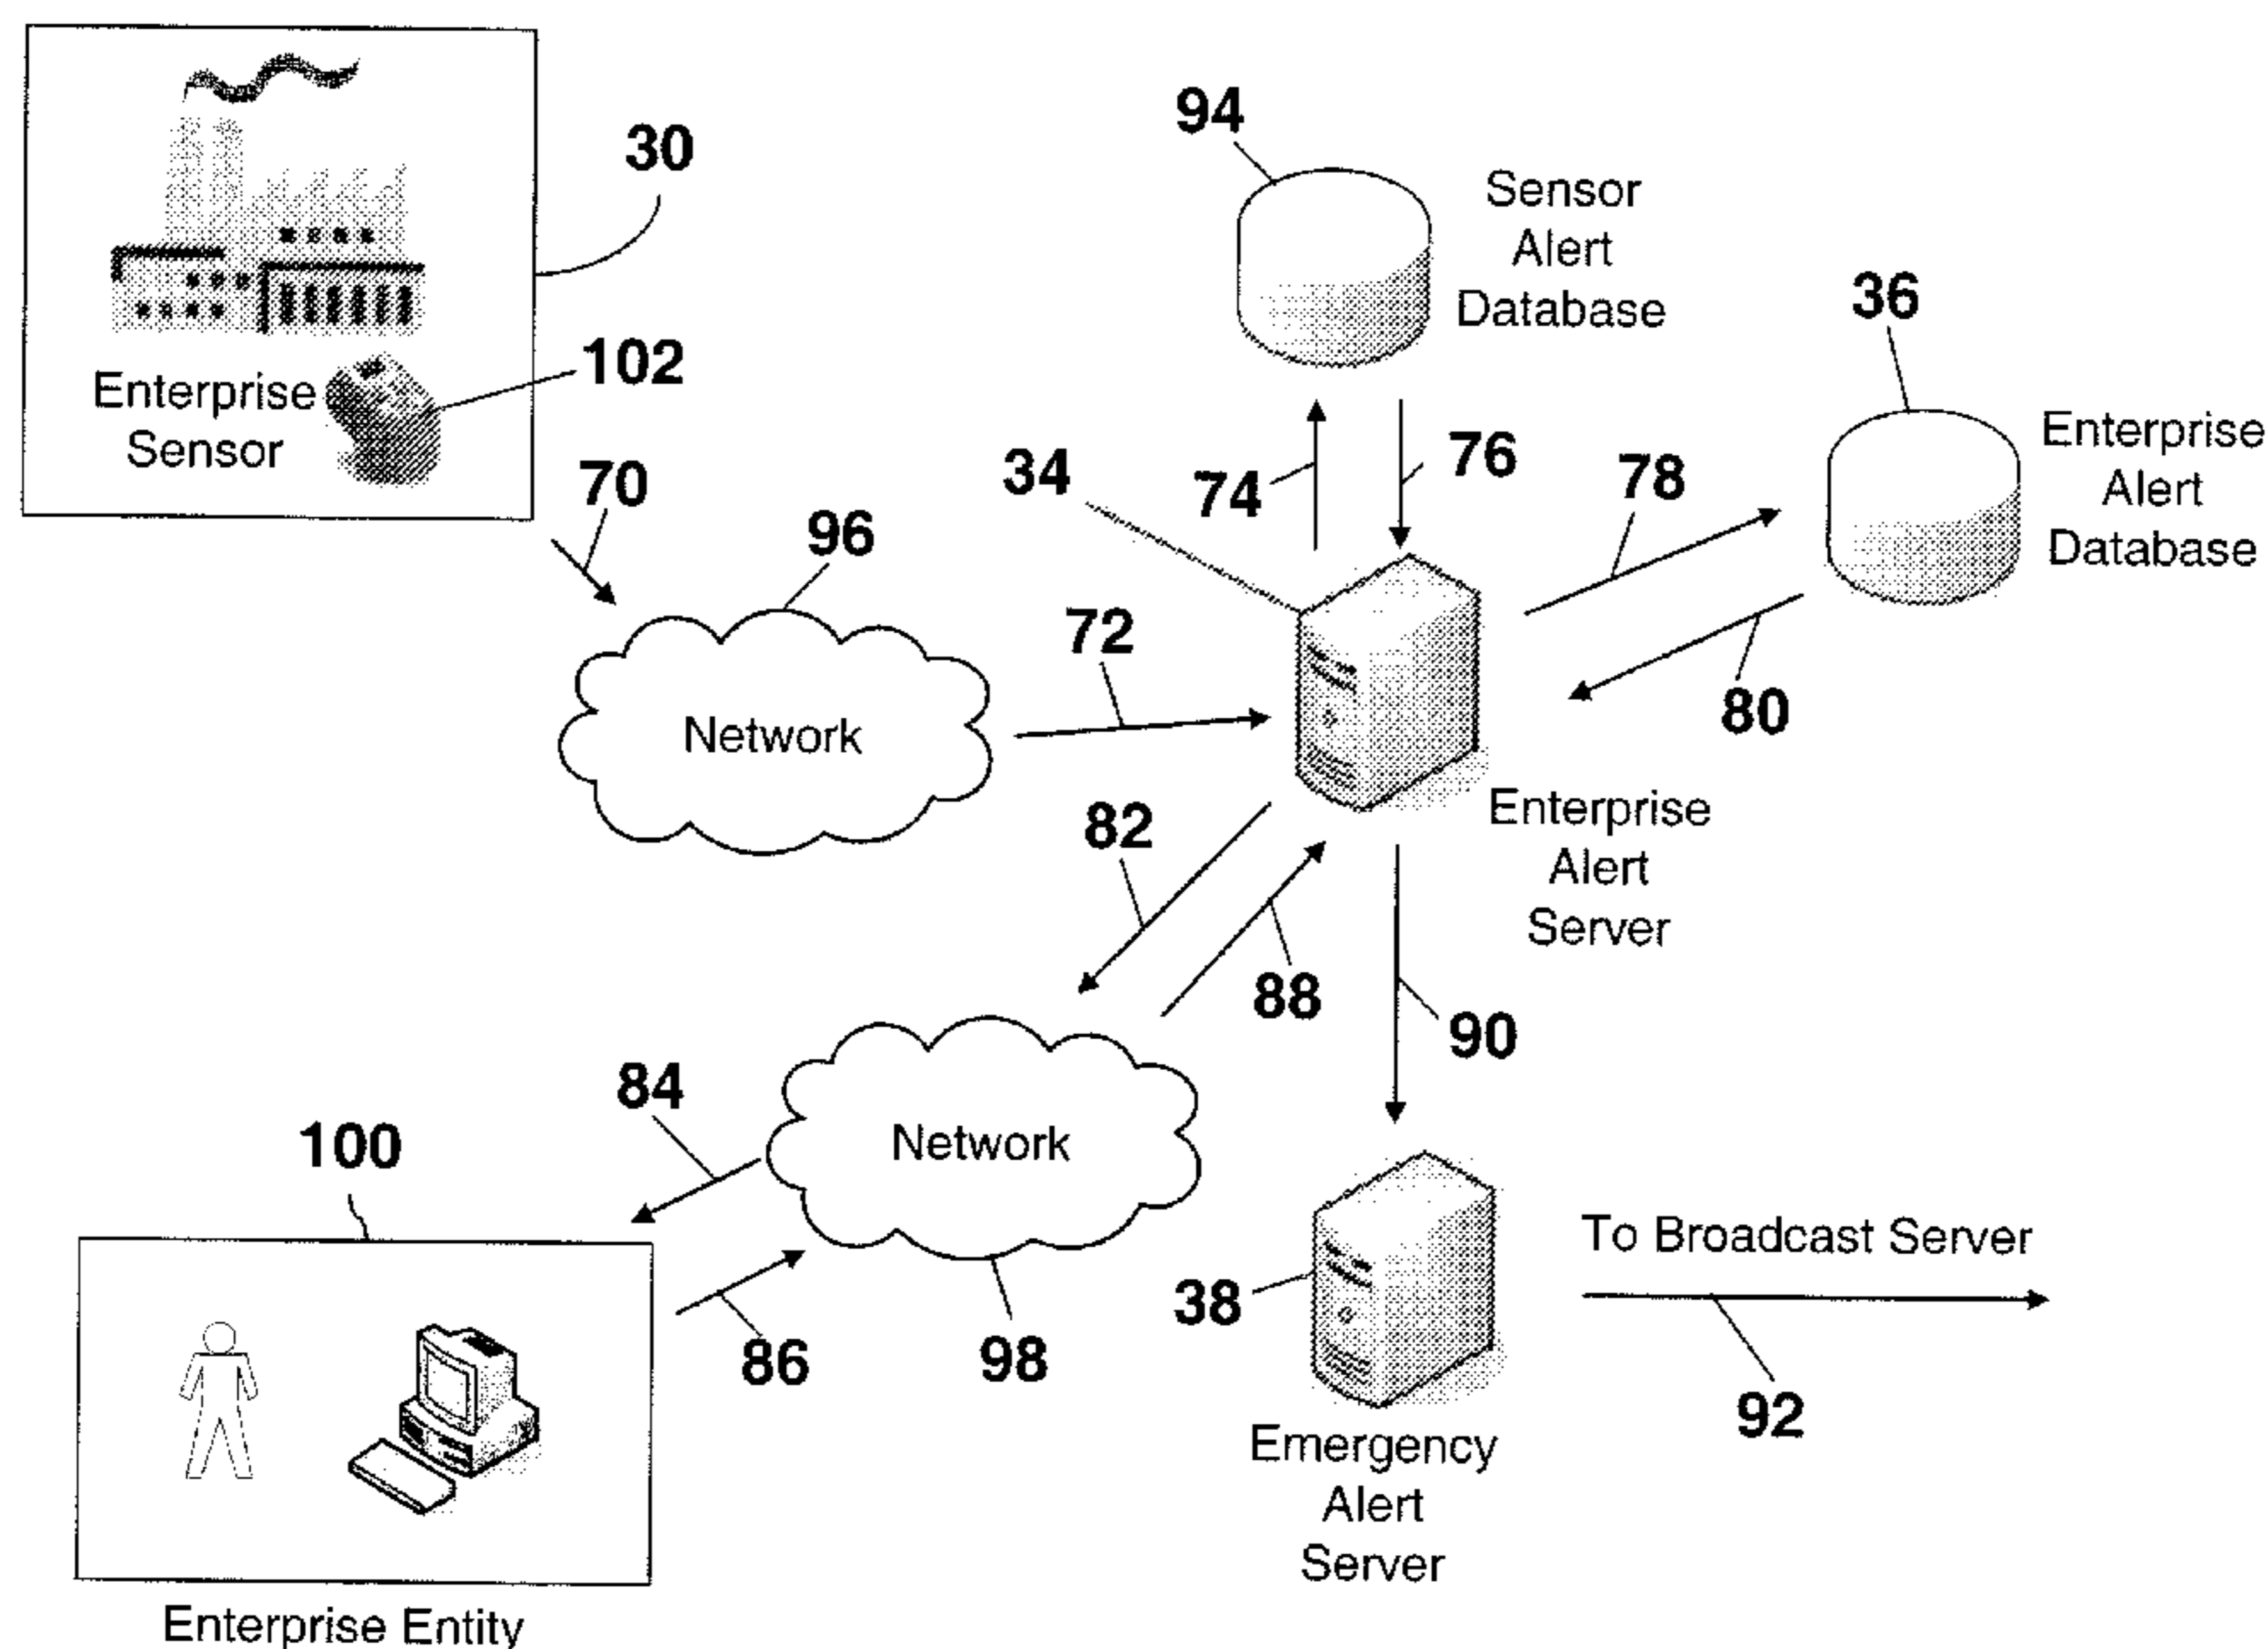 30
94
Sensor
Alert
Database
36
Enterprise
Alert
Database
Enterprise
Sensor
102
70
34
74
76
78
80
96
Network
72
Enterprise
Alert
Server
82
88
90
84
Network
100
86
98
38
To Broadcast Server
92
Emergency
Alert
Server
Enterprise Entity